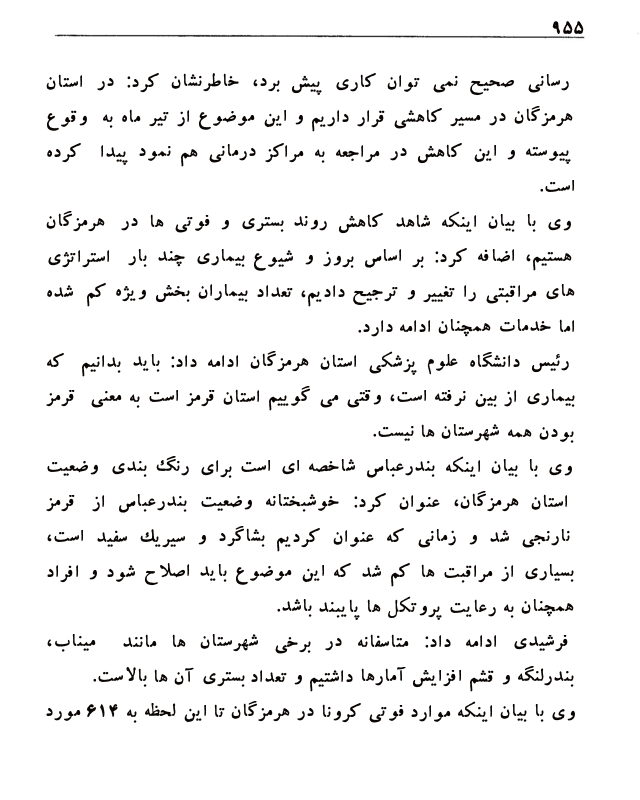 ۹۵۵
رسانی صحیح نمی توان کاری پیش برد، خاطرنشان کرد: در استان
هرمزگان در مسیر کاهشی قرار داریم و این موضوع از تیر ماه به وقوع
پیوسته و این کاهش در مراجعه به مراکز درمانی هم نمود پیدا کرده
است.
وی با بیان اینکه شاهد کاهش روند بستری و فوتی ها در هرمزگان
هستیم، اضافه کرد: بر اساس بروز و شیوع بیماری چند بار استراتژی
های مراقبتی را تغییر و ترجیح دادیم، تعداد بیماران بخش ویژه کم شده
اما خدمات همچنان ادامه دارد.
رئیس دانشگاه علوم پزشکی استان هرمزگان ادامه داد: باید بدانیم که
بیماری از بین نرفته است، وقتی می گوییم استان قرمز است به معنی قرمز
بودن همه شهرستان ها نیست.
وی با بیان اینکه بندرعباس شاخصه ای است برای رنگ بندی وضعیت
استان هرمزگان، عنوان کرد: خوشبختانه وضعیت بندرعباس از قرمز
نارنجی شد و زمانی که عنوان کردیم بشاگرد و سیریك سفید است،
بسیاری از مراقبت ها کم شد که این موضوع باید اصلاح شود و افراد
همچنان به رعایت پروتکل ها پایبند باشد.
فرشیدی ادامه داد: متاسفانه در برخی شهرستان ها مانند میناب،
بندرلنگه و قشم افزایش آمارها داشتیم و تعداد بستری آن ها بالاست.
وی با بیان اینکه موارد فوتی کرونا در هرمزگان تا این لحظه به ۶۱۴ مورد